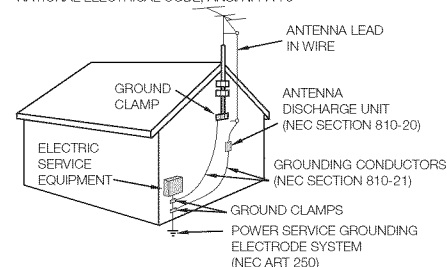 ANTENNA LEAD
IN WIRE
GROUND
CLAMP
ANTENNA
DISCHARGE UNIT
(NEC SECTION 810-20)
ELECTRIC
SERVICE
EQUIPMENT
GROUNDING CONDUCTORS
(NEC SECTION 810-21)
GROUND CLAMPS
POWER SERVICE GROUNDING
ELECTRODE SYSTEM
(NEC ART 250)